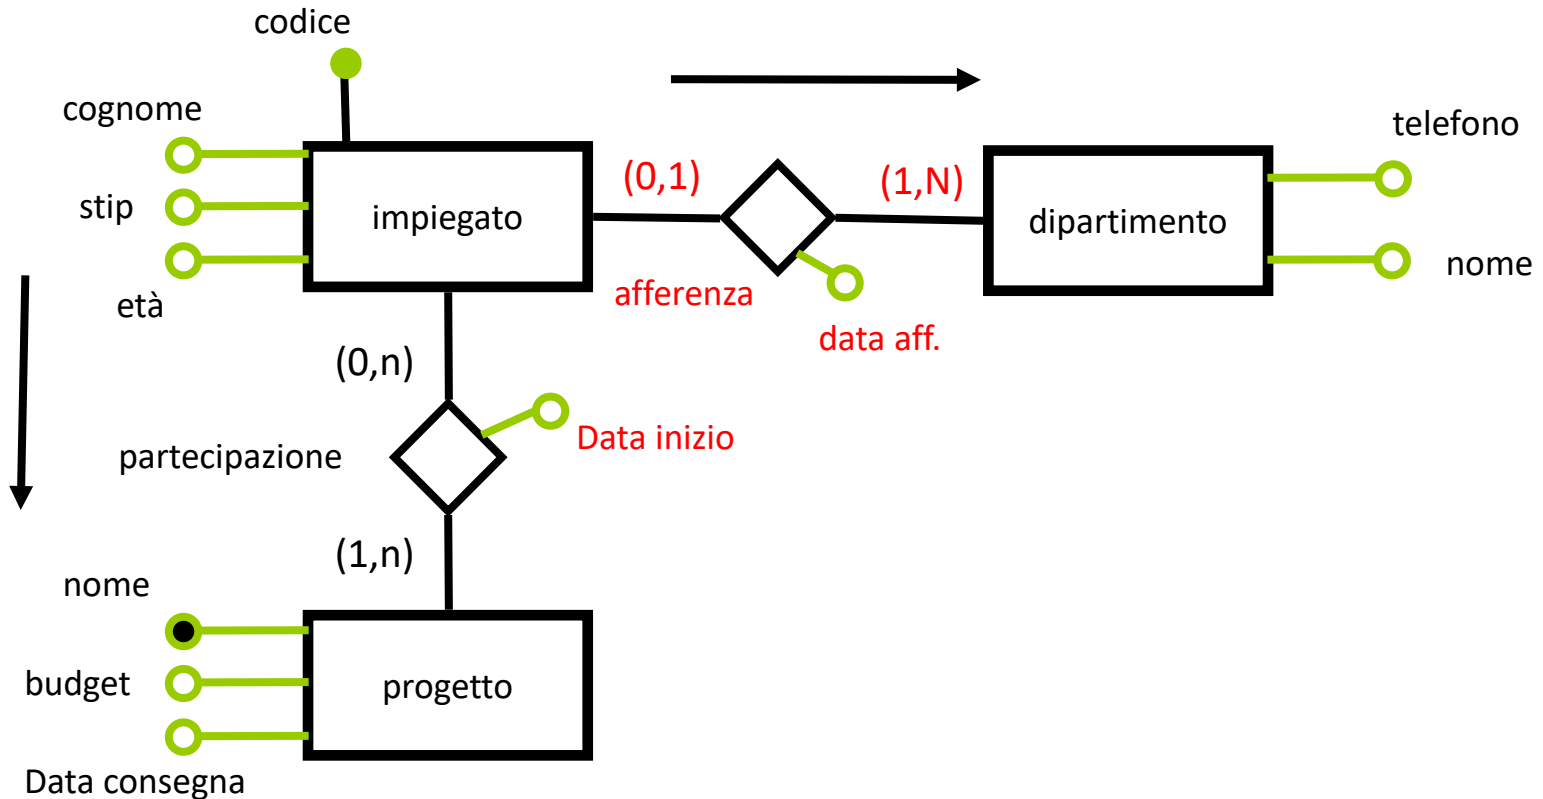 codice
cognome
telefono
(0,1)
(1,N)
stip
impiegato
dipartimento
nome
età
afferenza
data aff.
(0,n)
Data inizio
partecipazione
(1,n)
nome
budget
progetto
Data consegna